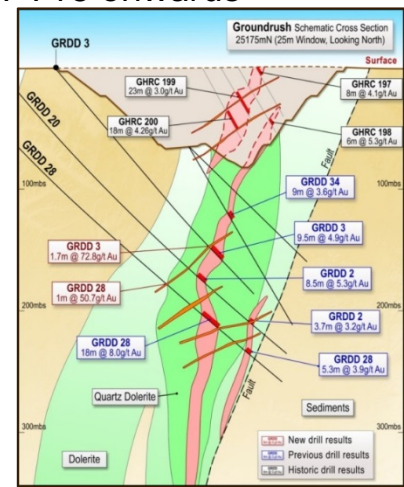 Groundrush Schematic Cross Section
25175mN (25m Window, Looking North)
GRDD 3
Surface
GHRC 199
23m @ 3.0g/t Au
GHRC 197
8m @ 4.1g/t Au
GHRC 200
18m @ 4.26g/t Au
GHRC 198
6m @ 5.3g/t Au
GRDD 20
GRDD 28
Fault
100mbs
100mbs
GRDD 34
9m @ 3.6g/t Au
GRDD 3
1.7m @ 72.8g/t Au
GRDD 3
9.5m @ 4.9g/t Au
GRDD 28
1m @ 50.7g/t Au
GRDD 2
8.5m @ 5.3g/t Au
200mbs
200mbs
GRDD 28
18m @ 8.0g/t Au
GRDD 2
3.7m @ 3.2g/t Au
GRDD 28
5.3m @ 3.9g/t Au
Quartz Dolerite
Fault
Sediments
300mbs
300mbs
Dolerite
New drill results
Previous drill results
Historic drill results